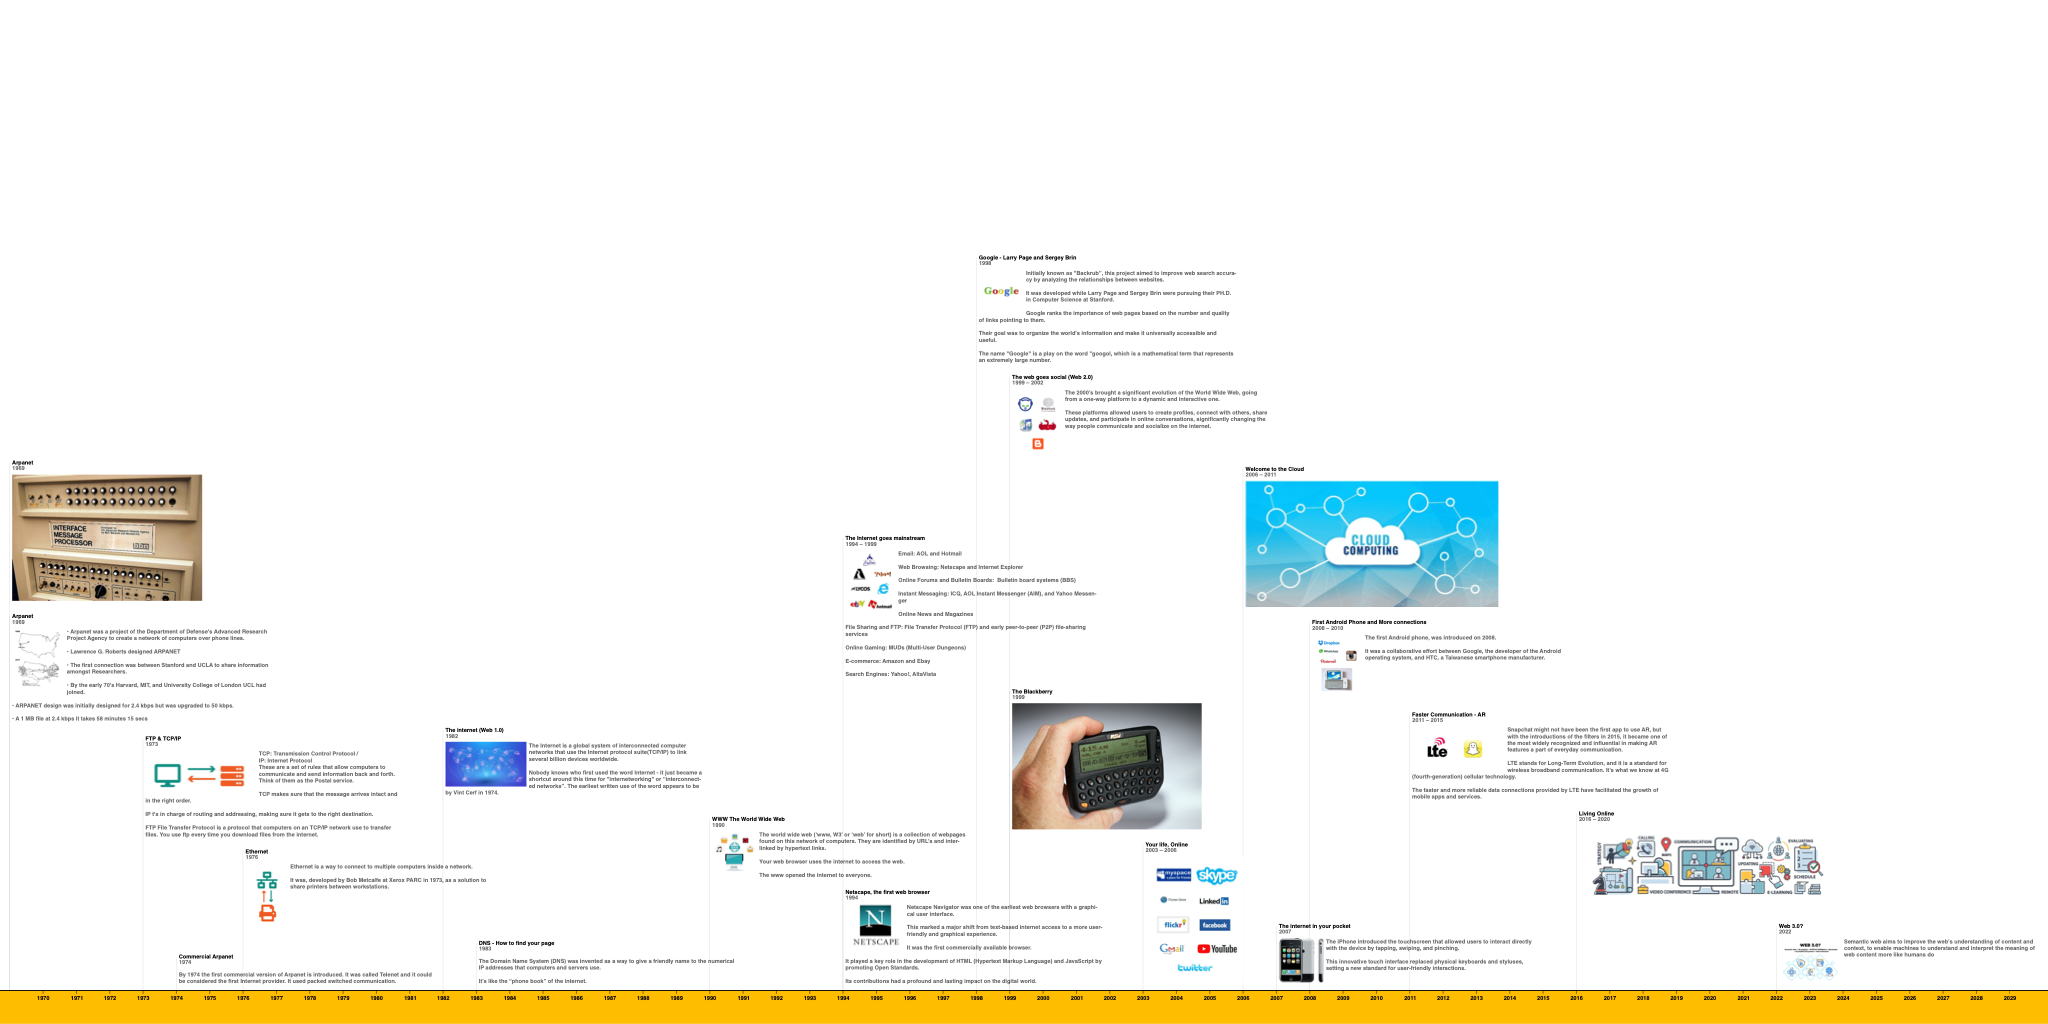 Google - Larry Page and Sergey Brin
1998
Initially known as "Backrub", this project aimed to improve web search accura-
cy by analyzing the relationships between websites.
It was developed while Larry Page and Sergey Brin were pursuing their PH.D.
in Computer Science at Stanford.
Google
Google ranks the importance of web pages based on the number and quality
of links pointing to them.
Their goal was to organize the world's information and make it universally accessible and
useful.
The name "Google" is a play on the word "googol, which is a mathematical term that represents
an extremely large number.
The web goes social (Web 2.0)
1999 – 2002
The 2000's brought a significant evolution of the World Wide Web, going
from a one-way platform to a dynamic and interactive one.
These platforms allowed users to create profiles, connect with others, share
updates, and participate in online conversations, significantly changing the
way people communicate and socialize on the internet.
Arpanet
1969
INTERFACE
MESSAGE
PROCESSOR
Arpanet
1969
· Arpanet was a project of the Department of Defense's Advanced Research
Project Agency to create a network of computers over phone lines.
· Lawrence G. Roberts designed ARPANET
· The first connection was between Stanford and UCLA to share information
amongst Researchers.
· By the early 70's Harvard, MIT, and University College of London UCL had
joined.
· ARPANET design was initially designed for 2.4 kbps but was upgraded to 50 kbps.
· A 1 MB file at 2.4 kbps it takes 58 minutes 15 secs
Welcome to the Cloud
2006 – 2011
CLOUD
COMPUTING
The Internet goes mainstream
1994 – 1999
Email: AOL and Hotmail
Web Browsing: Netscape and Internet Explorer
Online Forums and Bulletin Boards: Bulletin board systems (BBS)
Instant Messaging: ICQ, AOL Instant Messenger (AIM), and Yahoo Messen-
ger
Online News and Magazines
Yahoo!
LYCOS
ebay
Hotmail
File Sharing and FTP: File Transfer Protocol (FTP) and early peer-to-peer (P2P) file-sharing
services
Online Gaming: MUDs (Multi-User Dungeons)
E-commerce: Amazon and Ebay
Search Engines: Yahoo!, AltaVista
First Android Phone and More connections
2008 – 2010
The first Android phone, was introduced on 2008.
It was a collaborative effort between Google, the developer of the Android
operating system, and HTC, a Taiwanese smartphone manufacturer.
Dropbox
WhatsApp
Pinterest
The Blackberry
1999
Faster Communication - AR
2011 – 2015
Lte
Snapchat might not have been the first app to use AR, but
with the introductions of the filters in 2015, it became one of
the most widely recognized and influential in making AR
features a part of everyday communication.
LTE stands for Long-Term Evolution, and it is a standard for
wireless broadband communication. It's what we know at 4G
(fourth-generation) cellular technology.
The faster and more reliable data connections provided by LTE have facilitated the growth of
mobile apps and services.
FTP & TCP/IP
1973
TCP: Transmission Control Protocol /
IP: Internet Protocol
These are a set of rules that allow computers to
communicate and send information back and forth.
Think of them as the Postal service.
TCP makes sure that the message arrives intact and
in the right order.
IP is in charge of routing and addressing, making sure it gets to the right destination.
FTP File Transfer Protocol is a protocol that computers on an TCP/IP network use to transfer
files. You use ftp every time you download files from the internet.
The internet (Web 1.0)
1982
The Internet is a global system of interconnected computer
networks that use the Internet protocol suite(TCP/IP) to link
several billion devices worldwide.
Nobody knows who first used the word Internet - it just became a
shortcut around this time for "internetworking" or "interconnect-
ed networks". The earliest written use of the word appears to be
by Vint Cerf in 1974.
WWW The World Wide Web
1990
The world wide web ('www, W3' or 'web' for short) is a collection of webpages
found on this network of computers. They are identified by URL's and inter-
linked by hypertext links.
Your web browser uses the internet to access the web.
The www opened the internet to everyone.
Living Online
2016 – 2020
STRATEGY
CALLING
COMMUNICATION
UPDATING
EVALUATING
SCHEDULE
VIDEO CONFERENCE
REMOTE
E-LEARNING
Ethernet
1976
Ethernet is a way to connect to multiple computers inside a network.
It was, developed by Bob Metcalfe at Xerox PARC in 1973, as a solution to
share printers between workstations.
Your life, Online
2003 – 2006
myspace
skype
LinkedIn
flickr
facebook
Gmail
YouTube
twitter
Netscape, the first web browser
1994
N
NETSCAPE
Netscape Navigator was one of the earliest web browsers with a graphi-
cal user interface.
This marked a major shift from text-based internet access to a more user-
friendly and graphical experience.
It was the first commercially available browser.
It played a key role in the development of HTML (Hypertext Markup Language) and JavaScript by
promoting Open Standards.
Its contributions had a profound and lasting impact on the digital world.
The internet in your pocket
2007
The iPhone introduced the touchscreen that allowed users to interact directly
with the device by tapping, swiping, and pinching.
This innovative touch interface replaced physical keyboards and styluses,
setting a new standard for user-friendly interactions.
Web 3.0?
2022
WEB 3.0?
Semantic web aims to improve the web's understanding of content and
context, to enable machines to understand and interpret the meaning of
web content more like humans do
DNS - How to find your page
1983
The Domain Name System (DNS) was invented as a way to give a friendly name to the numerical
IP addresses that computers and servers use.
It's like the "phone book" of the internet.
Commercial Arpanet
1974
By 1974 the first commercial version of Arpanet is introduced. It was called Telenet and it could
be considered the first Internet provider. It used packed switched communication.
1970 1971 1972 1973 1974 1975 1976 1977 1978 1979 1980 1981 1982 1983 1984 1985 1986 1987 1988 1989 1990 1991 1992 1993 1994 1995 1996 1997 1998 1999 2000 2001 2002 2003 2004 2005 2006 2007 2008 2009 2010 2011 2012 2013 2014 2015 2016 2017 2018 2019 2020 2021 2022 2023 2024 2025 2026 2027 2028 2029